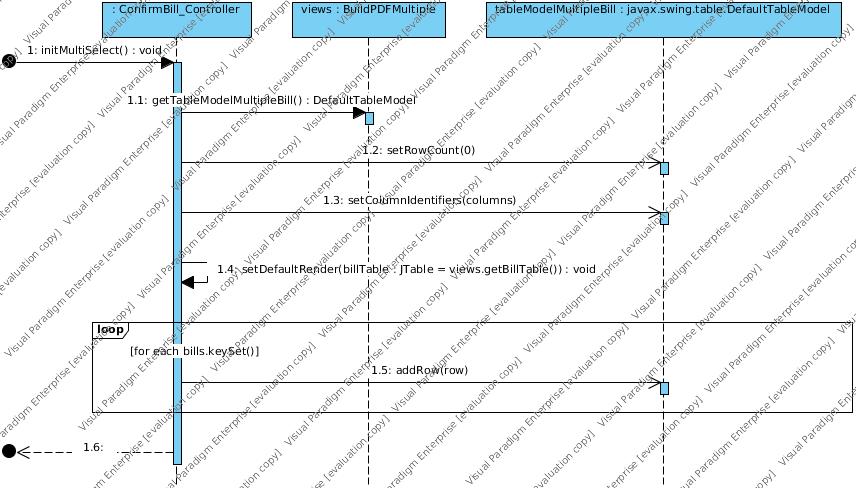 : ConfirmBill_Controller
views : BuildPDFMultiple
tableModelMultipleBill : javax.swing.table.DefaultTableModel
1: initMultiSelect() : void
1.1: getTableModelMultipleBill() : DefaultTableModel
1.2: setRowCount(0)
1.3: setColumnIdentifiers(columns)
1.4: setDefaultRender(billTable : JTable = views.getBillTable()) : void
loop
[for each bills.keySet()]
1.5: addRow(row)
1.6:
Visual Paradigm Enterprise [evaluation copy]